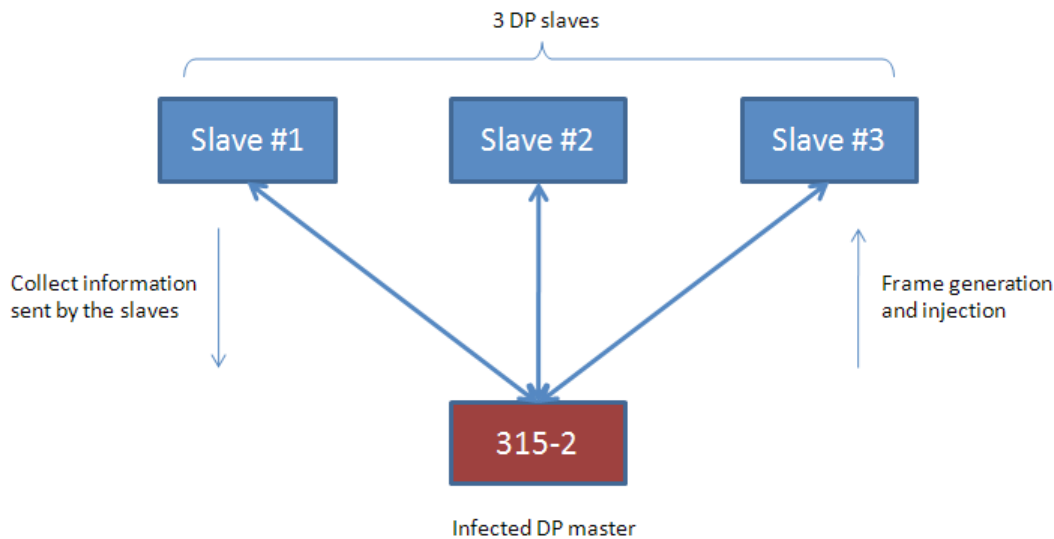 3 DP slaves
Slave #1
Slave #2
Slave #3
Collect information
sent by the slaves
Frame generation
and injection
315-2
Infected DP master